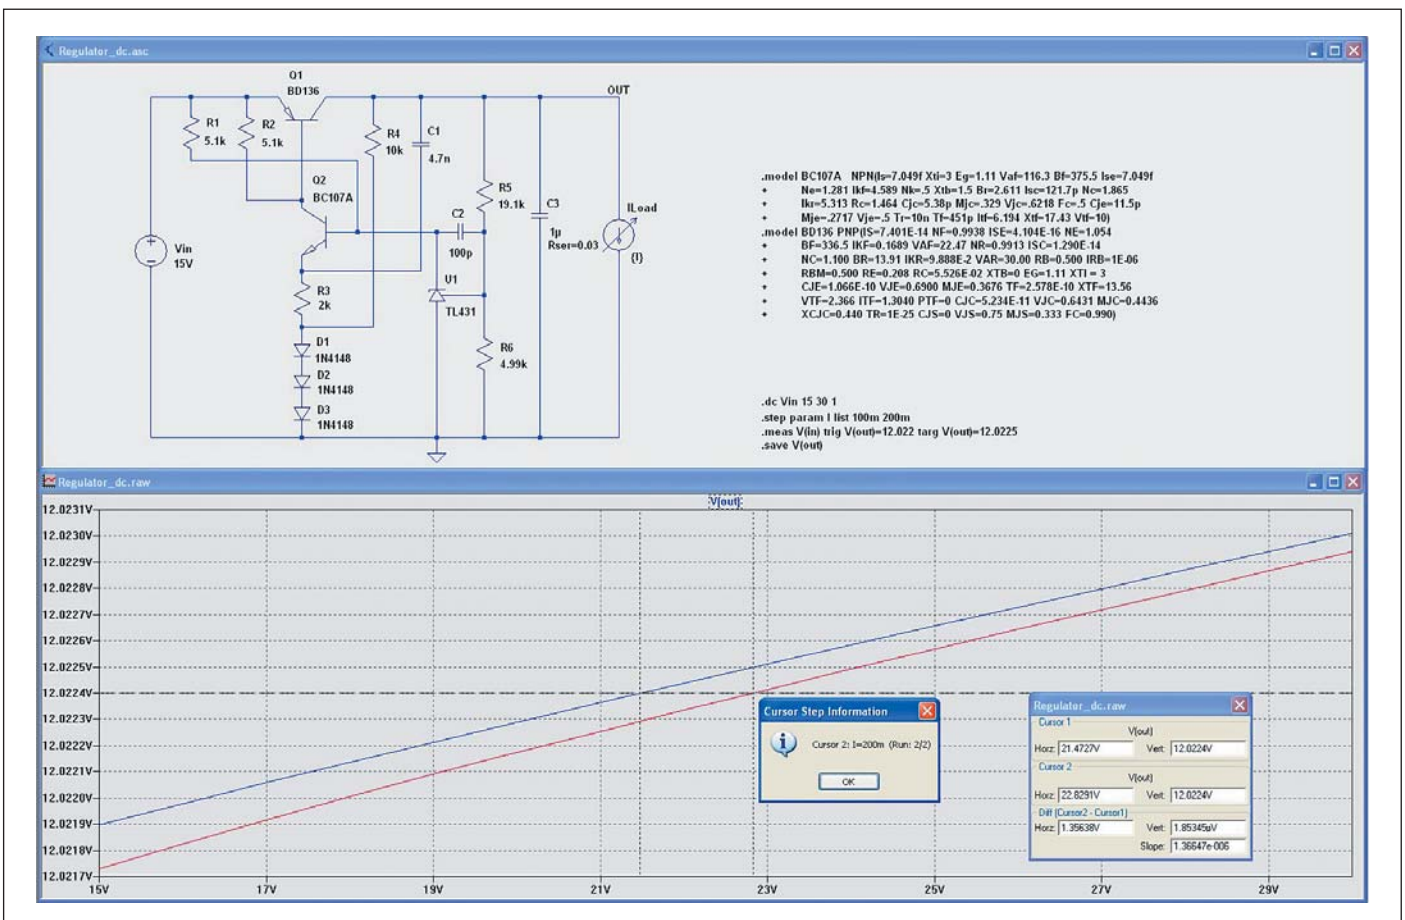 Regulator_dc.asc
Q1
BD136
OUT
R1
5.1k
R2
5.1k
R4
10k
C1
4.7n
Q2
BC107A
R5
19.1k
C2
100p
C3
1µ
Rser=0.03
ILoad
{I}
Vin
15V
U1
TL431
R3
2k
D1
1N4148
D2
1N4148
D3
1N4148
R6
4.99k
.model BC107A NPN(Is=7.049f Xti=3 Eg=1.11 Vaf=116.3 Bf=375.5 Ise=7.049f
+ Ne=1.281 Ikf=4.589 Nk=.5 Xtb=1.5 Br=2.611 Isc=121.7p Nc=1.865
+ Ikr=5.313 Rc=1.464 Cjc=5.38p Mjc=.329 Vjc=.6218 Fc=.5 Cje=11.5p
+ Mje=.2717 Vje=.5 Tr=10n Tf=451p Itf=6.194 Xtf=17.43 Vtf=10)
.model BD136 PNP(IS=7.401E-14 NF=0.9938 ISE=4.104E-16 NE=1.054
+ BF=336.5 IKF=0.1689 VAF=22.47 NR=0.9913 ISC=1.290E-14
+ NC=1.100 BR=13.91 IKR=9.888E-2 VAR=30.00 RB=0.500 IRB=1E-06
+ RBM=0.500 RE=0.208 RC=5.526E-02 XTB=0 EG=1.11 XTI = 3
+ CJE=1.066E-10 VJE=0.6900 MJE=0.3676 TF=2.578E-10 XTF=13.56
+ VTF=2.366 ITF=1.3040 PTF=0 CJC=5.234E-11 VJC=0.6431 MJC=0.4436
+ XCJC=0.440 TR=1E-25 CJS=0 VJS=0.75 MJS=0.333 FC=0.990)
.dc Vin 15 30 1
.step param I list 100m 200m
.meas V(in) trig V(out)=12.022 targ V(out)=12.0225
.save V(out)
Regulator_dc.raw
V(out)
12.0231V
12.0230V
12.0229V
12.0228V
12.0227V
12.0226V
12.0225V
12.0224V
12.0223V
12.0222V
12.0221V
12.0220V
12.0219V
12.0218V
12.0217V
15V 17V 19V 21V 23V 25V 27V 29V
Cursor Step Information
Cursor 2: I=200m (Run: 2/2)
OK
Regulator_dc.raw
Cursor 1
V(out)
Horz: 21.4727V Vert: 12.0224V
Cursor 2
V(out)
Horz: 22.8291V Vert: 12.0224V
Diff (Cursor2 - Cursor1)
Horz: 1.35638V Vert: 1.85345uV
Slope: 1.36647e-006